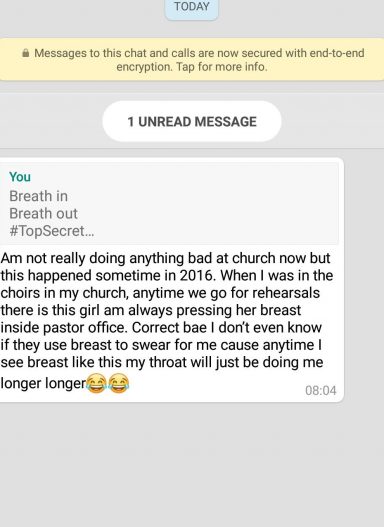 TODAY
Messages to this chat and calls are now secured with end-to-end
encryption. Tap for more info.
1 UNREAD MESSAGE
You
Breath in
Breath out
#TopSecret...
Am not really doing anything bad at church now but
this happened sometime in 2016. When I was in the
choirs in my church, anytime we go for rehearsals
there is this girl am always pressing her breast
inside pastor office. Correct bae I don't even know
if they use breast to swear for me cause anytime I
see breast like this my throat will just be doing me
longer longer😂😂
08:04